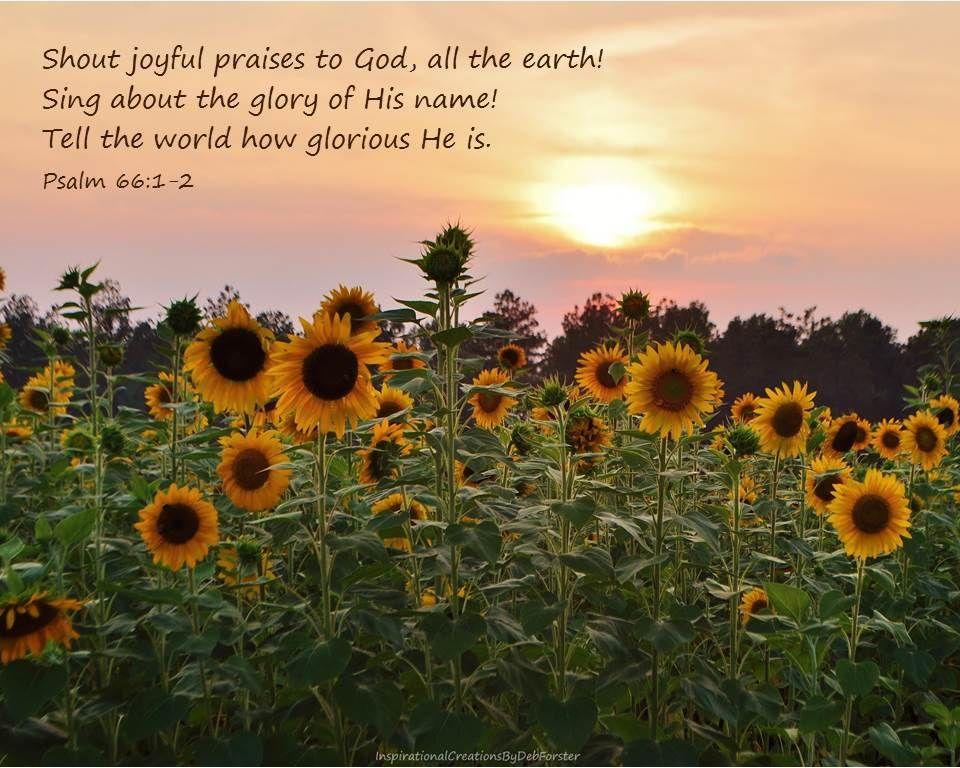 Shout joyful praises to God, all the earth!
Sing about the glory of His name!
Tell the world how glorious He is.
Psalm 66:1-2
InspirationalCreationsByDebForster